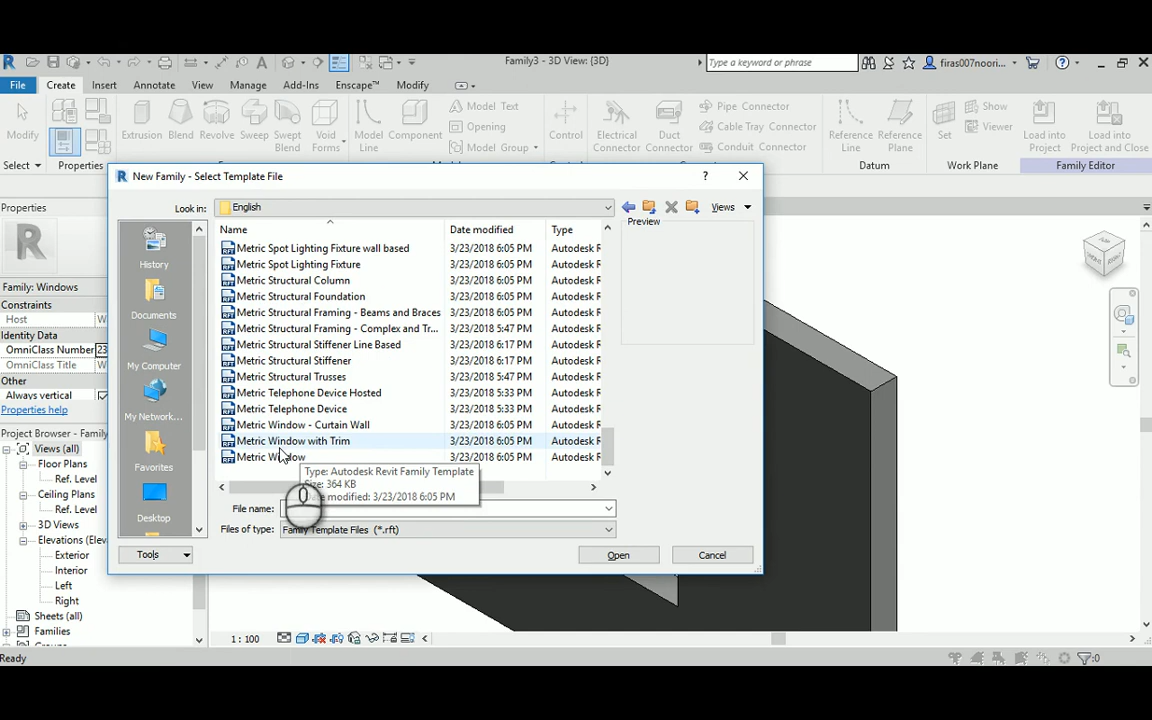 Family3 - 3D View: {3D}
Type a keyword or phrase
firas007noori...
File Create Insert Annotate View Manage Add-Ins Enscape™ Modify
Modify
Extrusion Blend Revolve Sweep Swept Blend Void Forms
Model Line Component
Model Text
Opening
Model Group
Control
Electrical Connector Duct Connector
Pipe Connector
Cable Tray Connector
Conduit Connector
Reference Line Reference Plane
Set
Show
Viewer
Load into Project Load into Project and Close
Select Properties Datum Work Plane Family Editor
New Family - Select Template File
Properties
Family: Windows
Constraints
Host
Identity Data
OmniClass Number 23
OmniClass Title
Other
Always vertical
Properties help
Project Browser - Family
Views (all)
Floor Plans
Ref. Level
Ceiling Plans
Ref. Level
3D Views
Elevations (Elev
Exterior
Interior
Left
Right
Sheets (all)
Families
Look in: English
Views
Preview
History
Documents
My Computer
My Network...
Favorites
Desktop
Name Date modified Type
Metric Spot Lighting Fixture wall based 3/23/2018 6:05 PM Autodesk R
Metric Spot Lighting Fixture 3/23/2018 6:05 PM Autodesk R
Metric Structural Column 3/23/2018 6:05 PM Autodesk R
Metric Structural Foundation 3/23/2018 6:05 PM Autodesk R
Metric Structural Framing - Beams and Braces 3/23/2018 6:05 PM Autodesk R
Metric Structural Framing - Complex and Tr... 3/23/2018 5:47 PM Autodesk R
Metric Structural Stiffener Line Based 3/23/2018 6:17 PM Autodesk R
Metric Structural Stiffener 3/23/2018 6:17 PM Autodesk R
Metric Structural Trusses 3/23/2018 5:47 PM Autodesk R
Metric Telephone Device Hosted 3/23/2018 5:33 PM Autodesk R
Metric Telephone Device 3/23/2018 5:33 PM Autodesk R
Metric Window - Curtain Wall 3/23/2018 6:05 PM Autodesk R
Metric Window with Trim 3/23/2018 6:05 PM Autodesk R
Metric Window 3/23/2018 6:05 PM Autodesk R
Type: Autodesk Revit Family Template
Size: 364 KB
Date modified: 3/23/2018 6:05 PM
File name:
Files of type: Family Template Files (*.rft)
Tools Open Cancel
1 : 100
Ready
:0